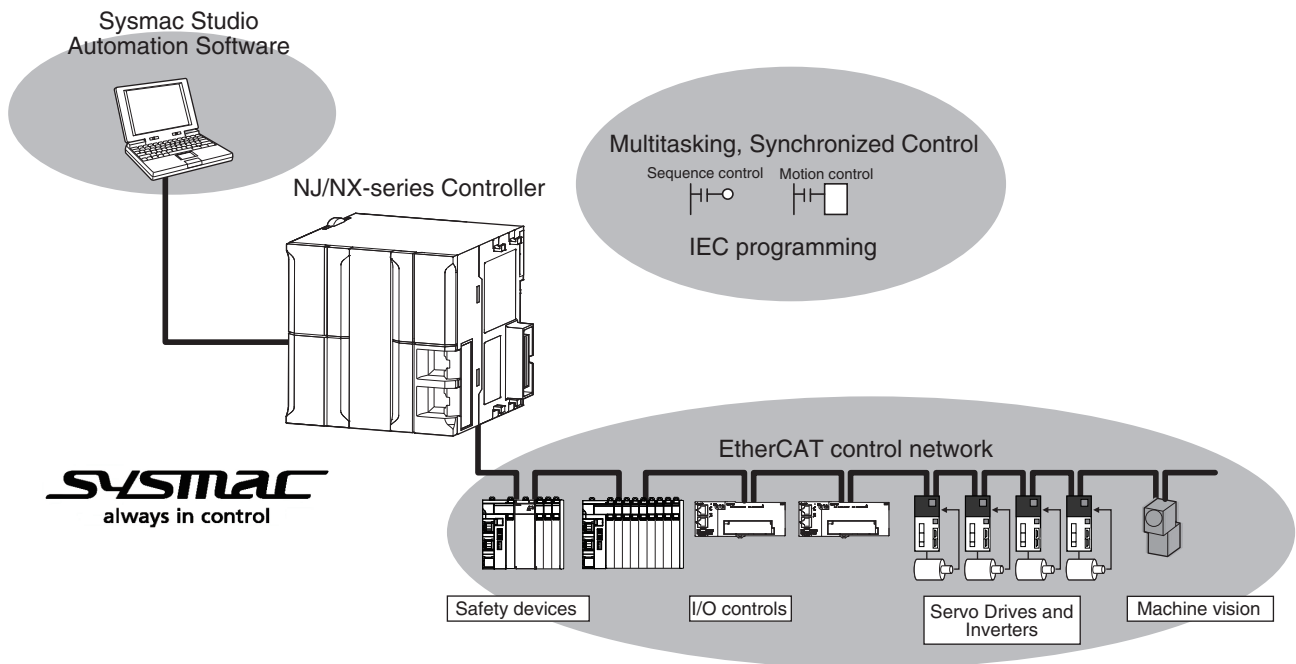 Sysmac Studio
Automation Software
Multitasking, Synchronized Control
Sequence control
Motion control
IEC programming
NJ/NX-series Controller
EtherCAT control network
sysmac
always in control
Safety devices
I/O controls
Servo Drives and
Inverters
Machine vision